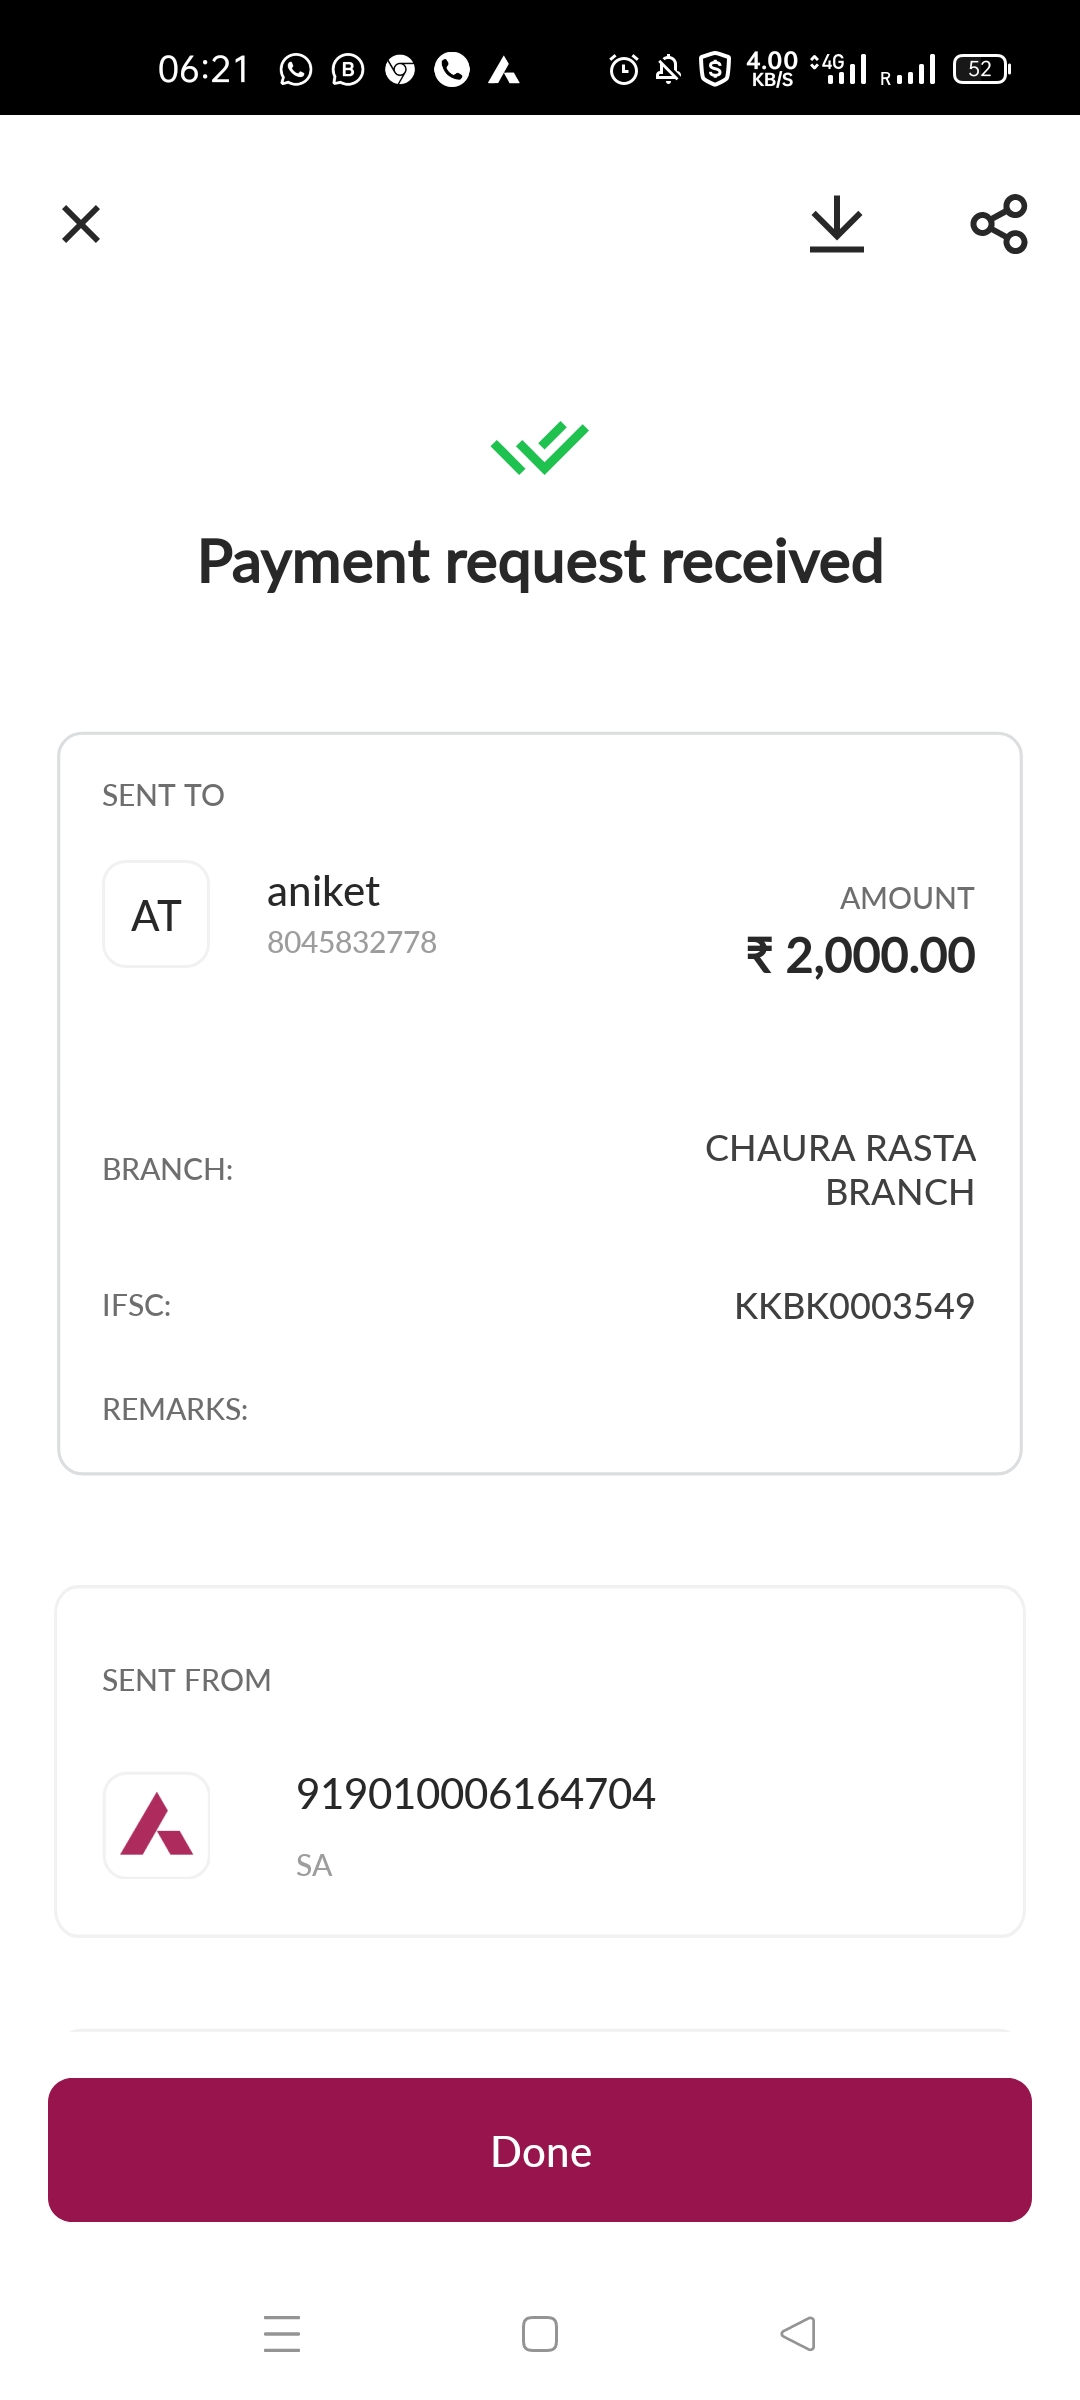 06:21
4.00
KB/S
4G
R
52
Payment request received
SENT TO
AT
aniket
8045832778
AMOUNT
₹ 2,000.00
BRANCH:
CHAURA RASTA
BRANCH
IFSC:
KKBK0003549
REMARKS:
SENT FROM
919010006164704
SA
Done